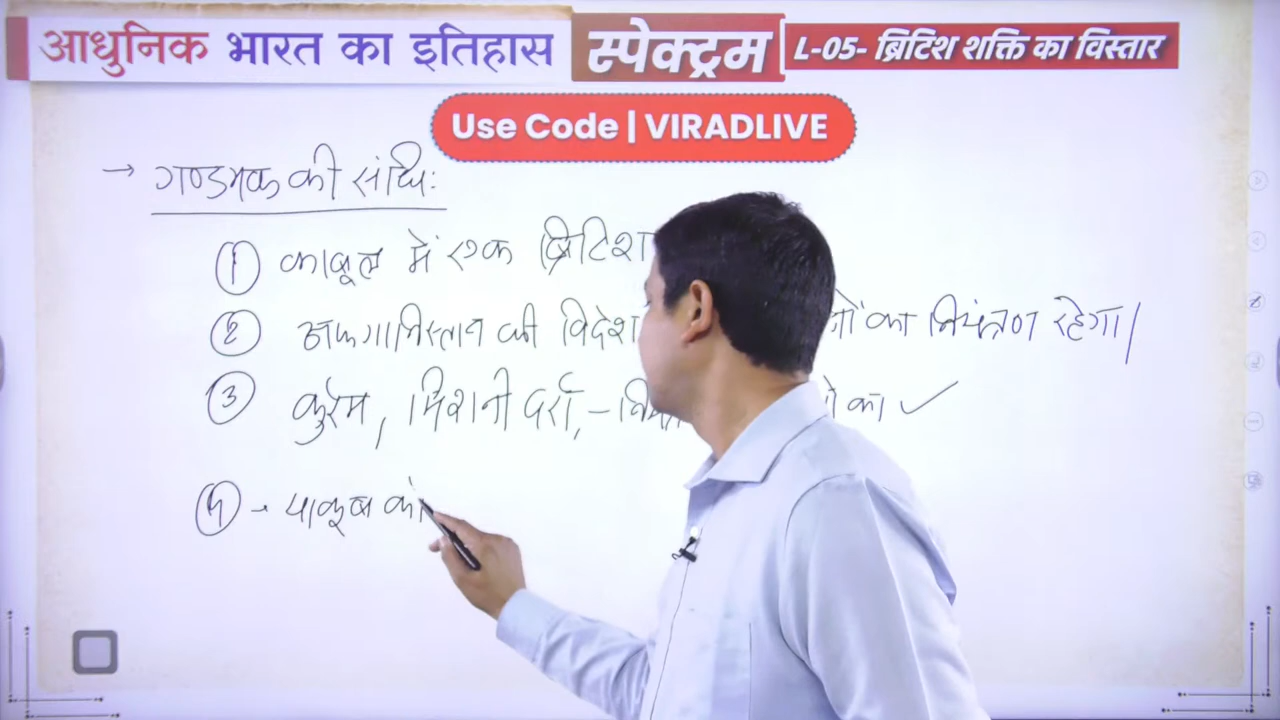 आधुनिक भारत का इतिहास स्पेक्ट्रम L-05- ब्रिटिश शक्ति का विस्तार
Use Code | VIRADLIVE
→ गण्डमक की संधि:
① काबूल में एक ब्रिटिश
② अफगानिस्तान की विदेश का नियंत्रण रहेगा।
③ कुर्रम, मिशनी दर्रा, - का ✓
④ → याकूब को